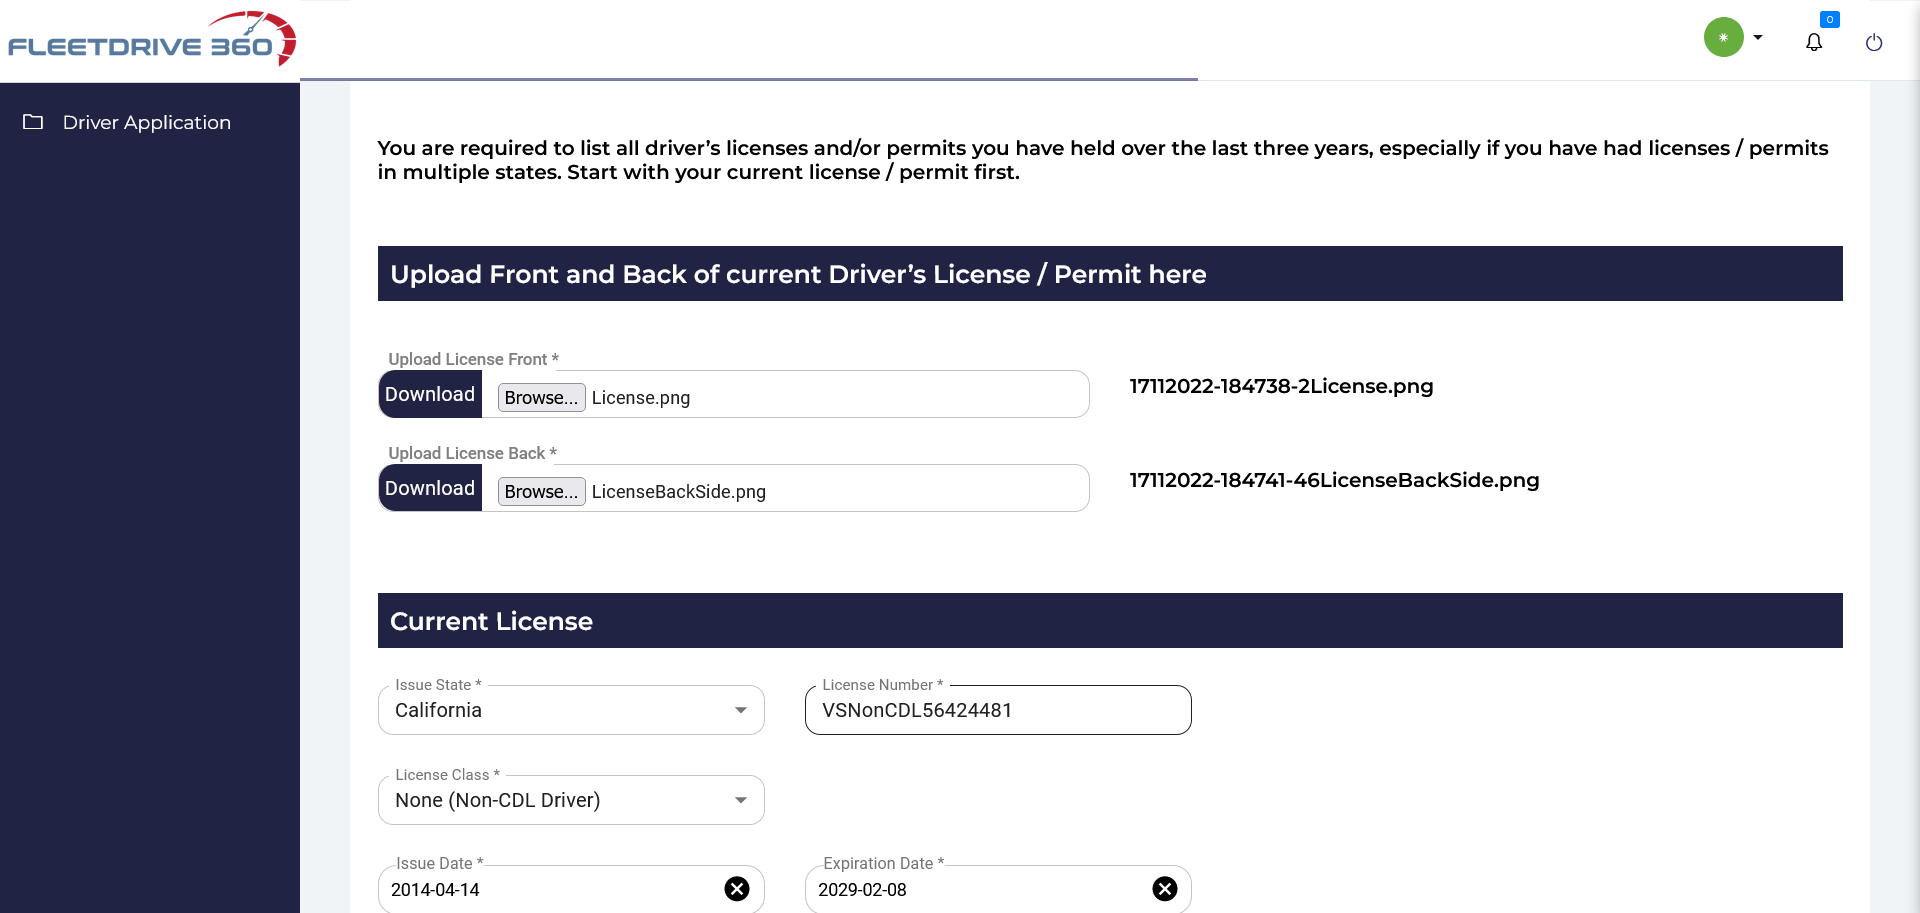 FLEETDRIVE 360
0
Driver Application
You are required to list all driver's licenses and/or permits you have held over the last three years, especially if you have had licenses / permits
in multiple states. Start with your current license / permit first.
Upload Front and Back of current Driver's License / Permit here
Upload License Front *
Download Browse... License.png 17112022-184738-2License.png
Upload License Back *
Download Browse... LicenseBackSide.png 17112022-184741-46LicenseBackSide.png
Current License
Issue State * License Number *
California VSNonCDL56424481
License Class *
None (Non-CDL Driver)
Issue Date * Expiration Date *
2014-04-14 2029-02-08